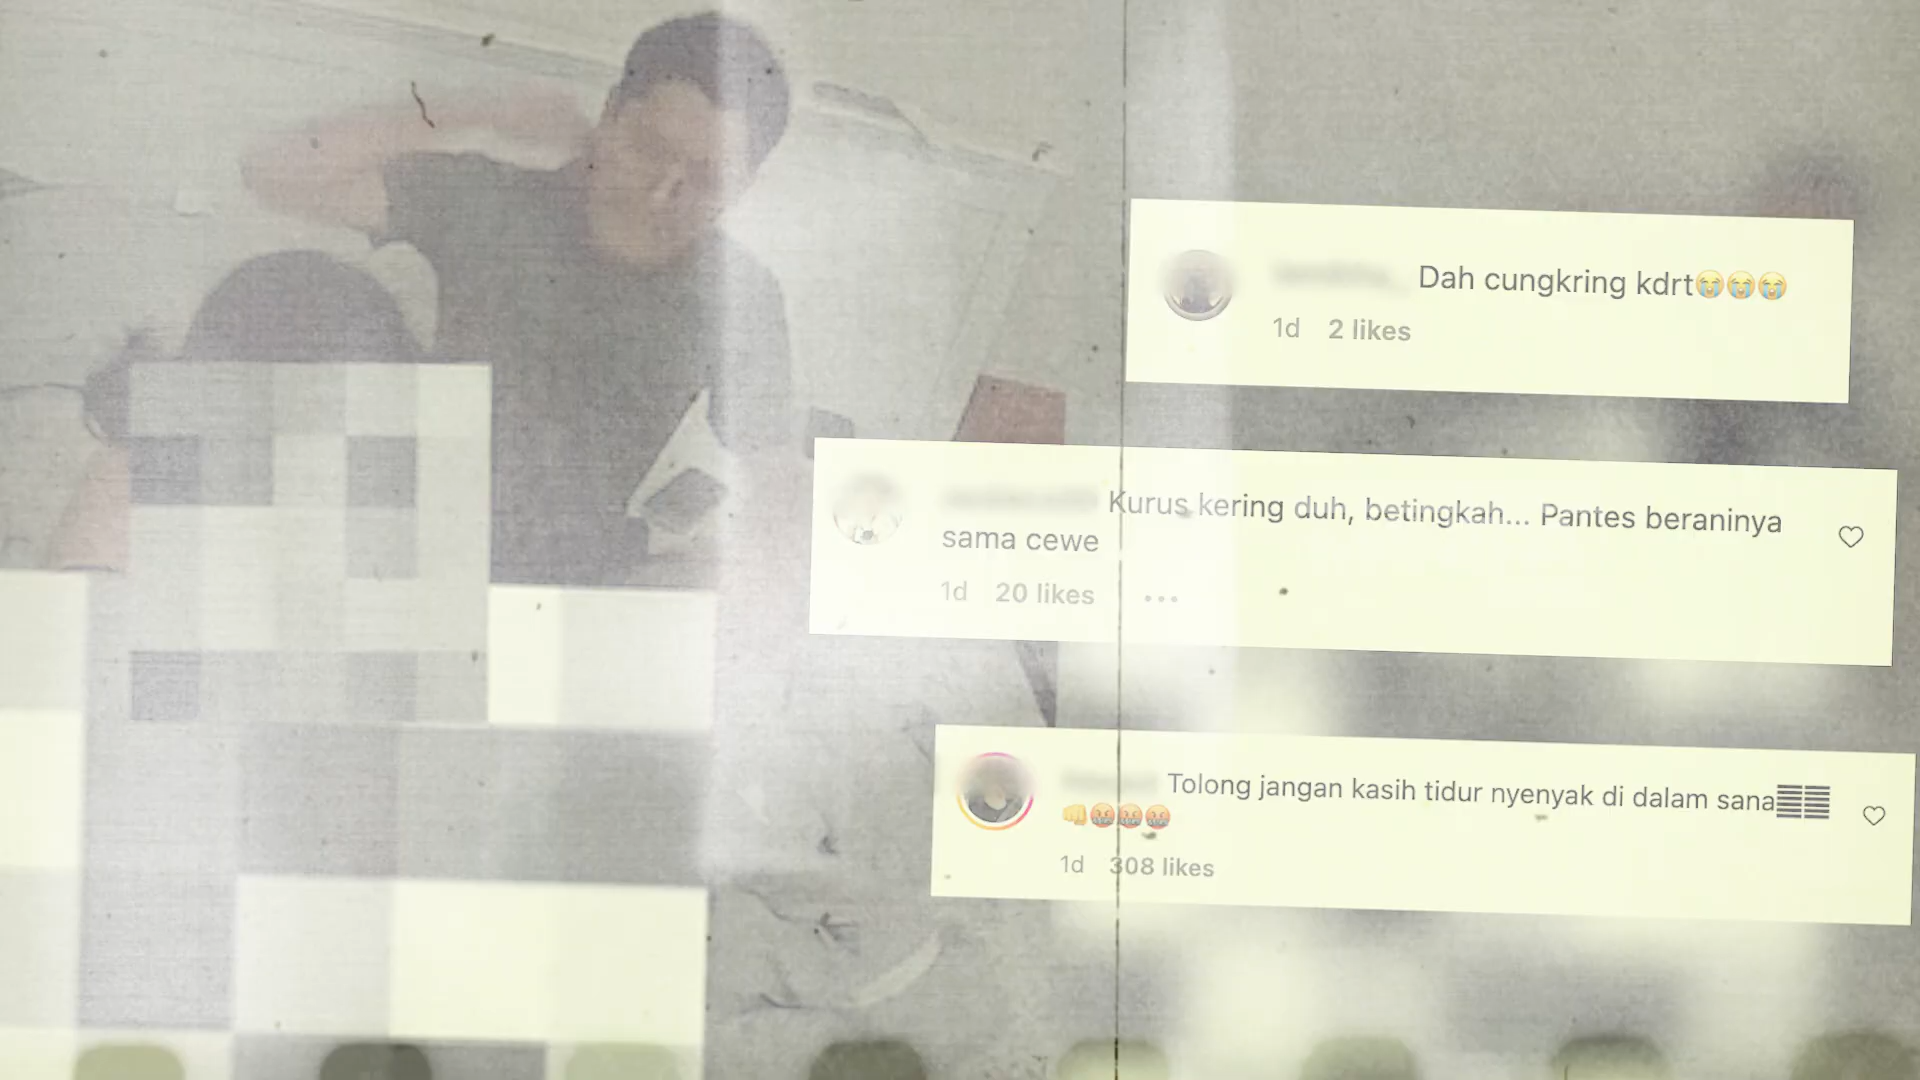 Dah cungkring kdrt😭😭😭
1d 2 likes
Kurus kering duh, betingkah... Pantes beraninya
sama cewe
1d 20 likes ...
Tolong jangan kasih tidur nyenyak di dalam sana
👊🤬🤬🤬
1d 308 likes